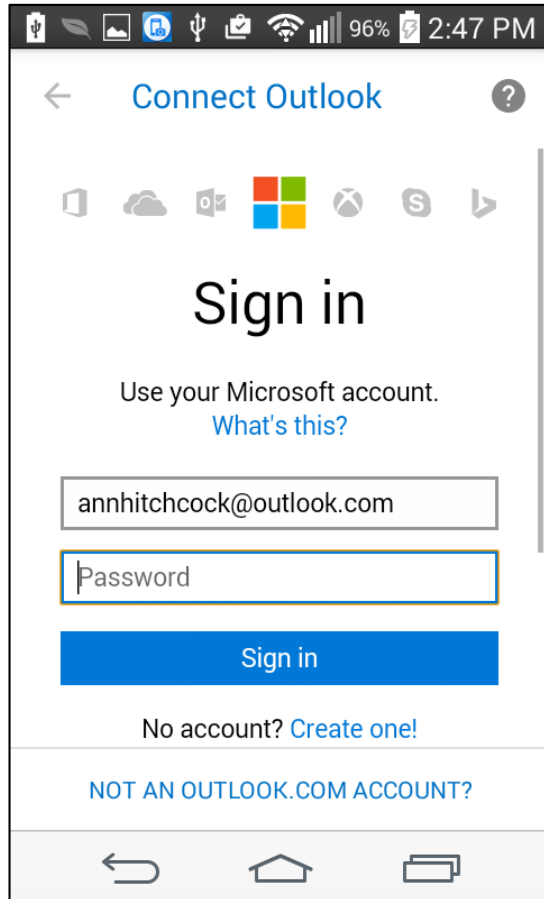 96% 2:47 PM
Connect Outlook ?
Sign in
Use your Microsoft account.
What's this?
annhitchcock@outlook.com
Password
Sign in
No account? Create one!
NOT AN OUTLOOK.COM ACCOUNT?